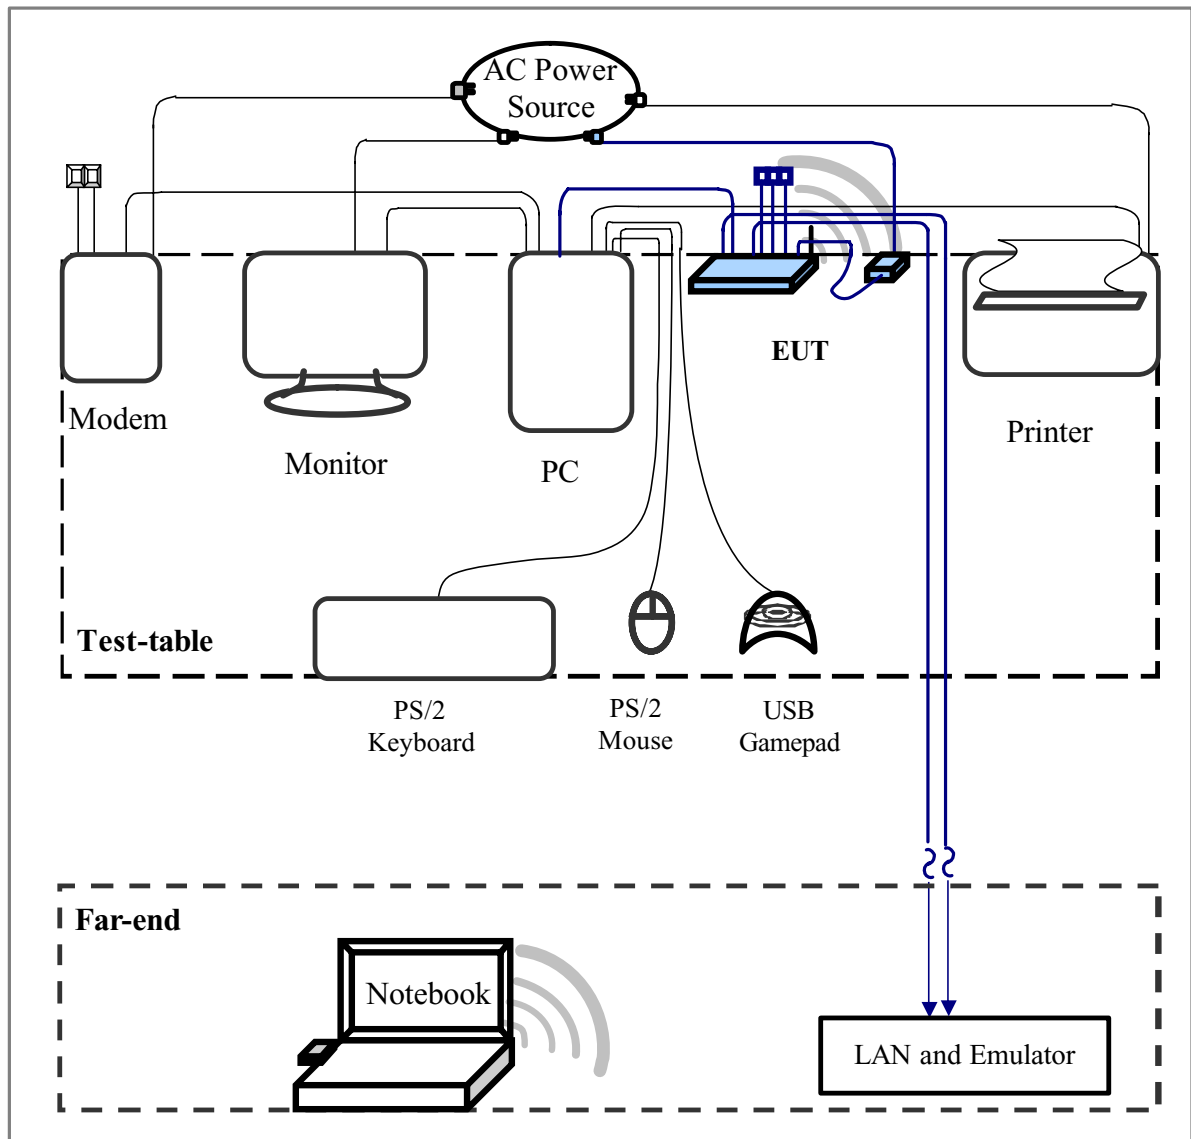 AC Power
Source
EUT
Modem
Monitor
PC
Printer
Test-table
PS/2
Keyboard
PS/2
Mouse
USB
Gamepad
Far-end
Notebook
LAN and Emulator